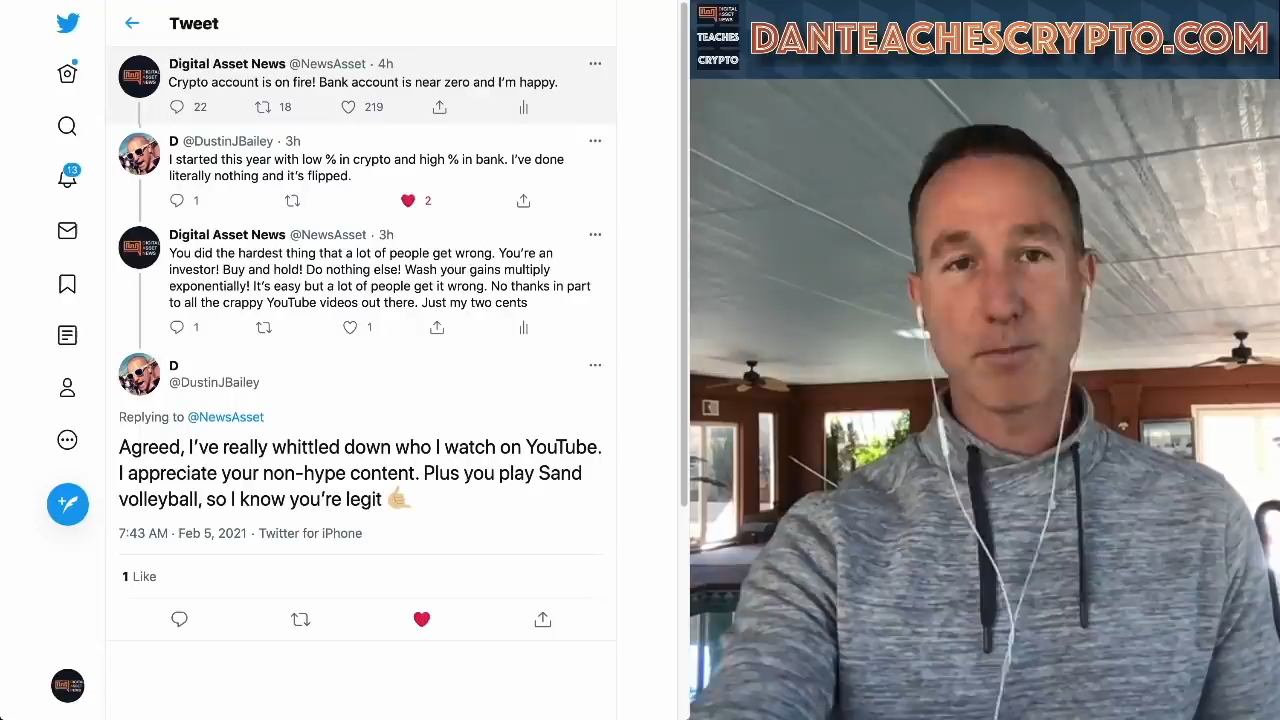 Tweet
Digital Asset News @NewsAsset · 4h
Crypto account is on fire! Bank account is near zero and I'm happy.
22 18 219
D @DustinJBailey · 3h
I started this year with low % in crypto and high % in bank. I've done
literally nothing and it's flipped.
1 2
Digital Asset News @NewsAsset · 3h
You did the hardest thing that a lot of people get wrong. You're an
investor! Buy and hold! Do nothing else! Wash your gains multiply
exponentially! It's easy but a lot of people get it wrong. No thanks in part
to all the crappy YouTube videos out there. Just my two cents
1 1
D
@DustinJBailey
Replying to @NewsAsset
Agreed, I've really whittled down who I watch on YouTube.
I appreciate your non-hype content. Plus you play Sand
volleyball, so I know you're legit 🤙🏼
7:43 AM · Feb 5, 2021 · Twitter for iPhone
1 Like
13
DIGITAL
ASSET
NEWS
TEACHES
CRYPTO
DANTEACHESCRYPTO.COM